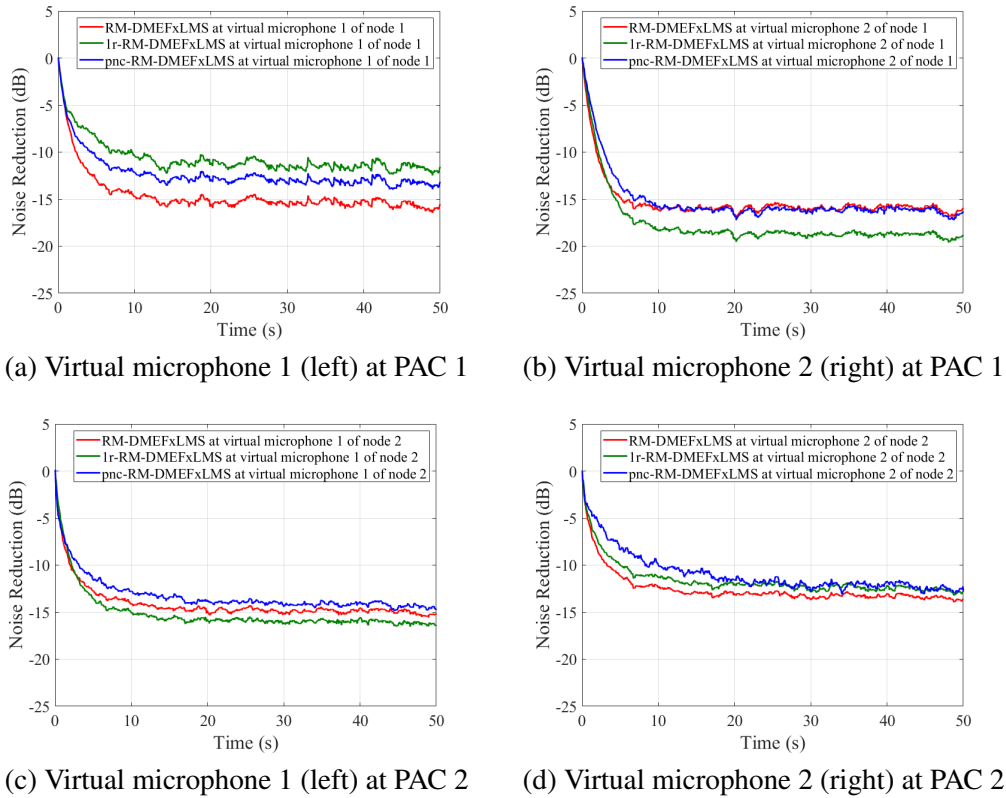 RM-DMEFxLMS at virtual microphone 1 of node 1
1r-RM-DMEFxLMS at virtual microphone 1 of node 1
pnc-RM-DMEFxLMS at virtual microphone 1 of node 1
5
0
-5
-10
-15
-20
-25
Noise Reduction (dB)
0 10 20 30 40 50
Time (s)
(a) Virtual microphone 1 (left) at PAC 1
RM-DMEFxLMS at virtual microphone 2 of node 1
1r-RM-DMEFxLMS at virtual microphone 2 of node 1
pnc-RM-DMEFxLMS at virtual microphone 2 of node 1
5
0
-5
-10
-15
-20
-25
Noise Reduction (dB)
0 10 20 30 40 50
Time (s)
(b) Virtual microphone 2 (right) at PAC 1
RM-DMEFxLMS at virtual microphone 1 of node 2
1r-RM-DMEFxLMS at virtual microphone 1 of node 2
pnc-RM-DMEFxLMS at virtual microphone 1 of node 2
5
0
-5
-10
-15
-20
-25
Noise Reduction (dB)
0 10 20 30 40 50
Time (s)
(c) Virtual microphone 1 (left) at PAC 2
RM-DMEFxLMS at virtual microphone 2 of node 2
1r-RM-DMEFxLMS at virtual microphone 2 of node 2
pnc-RM-DMEFxLMS at virtual microphone 2 of node 2
5
0
-5
-10
-15
-20
-25
Noise Reduction (dB)
0 10 20 30 40 50
Time (s)
(d) Virtual microphone 2 (right) at PAC 2